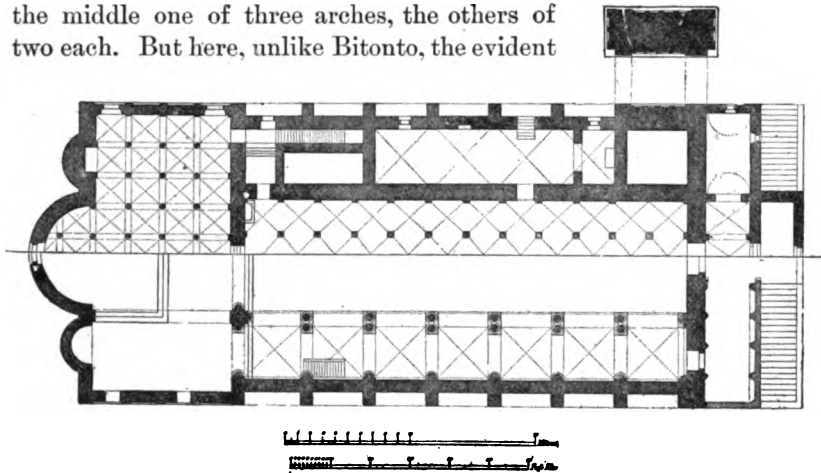 the middle one of three arches, the others of
two each. But here, unlike Bitonto, the evident